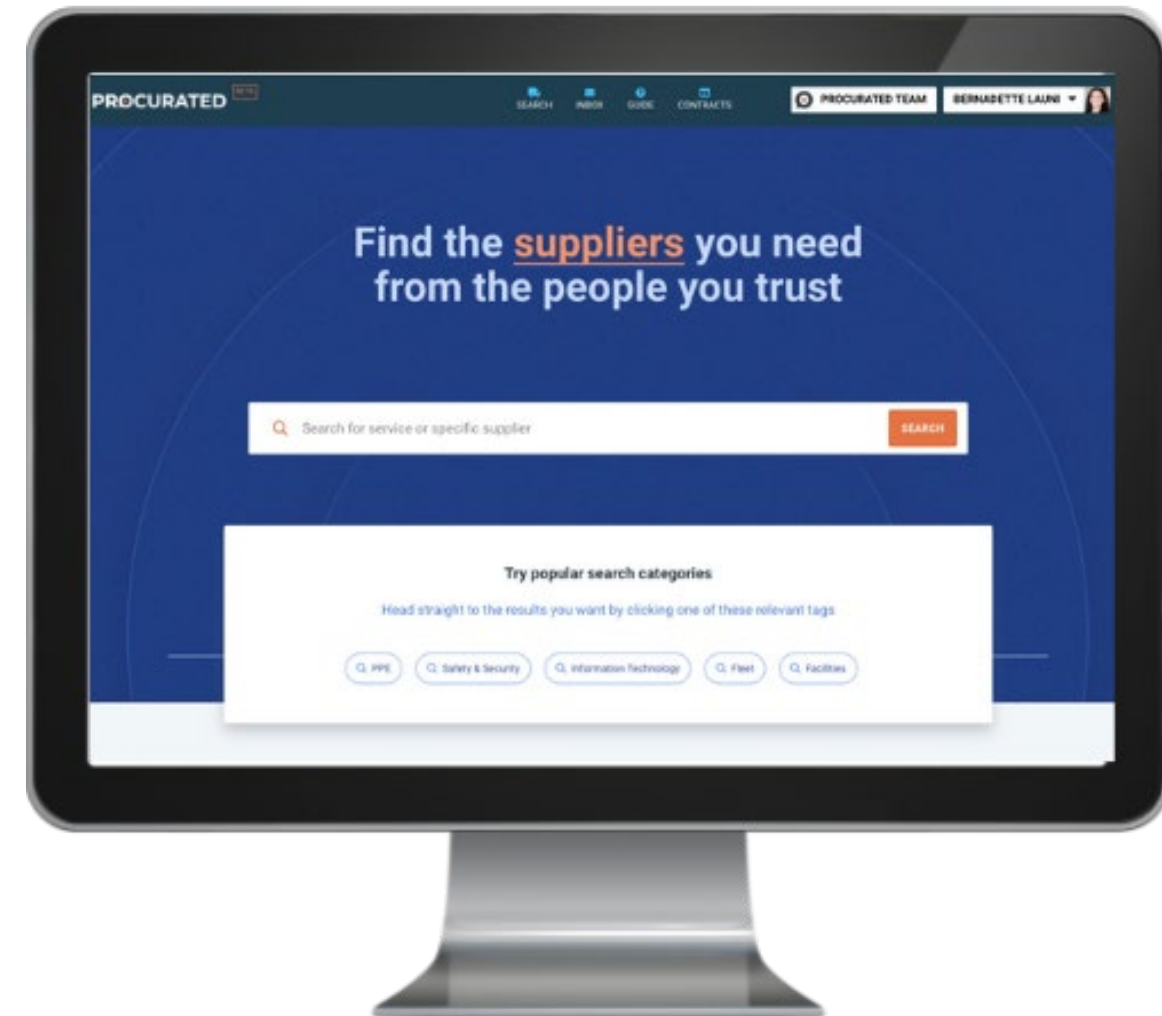 PROCURATED BETA
SEARCH INBOX GUIDE CONTRACTS
PROCURATED TEAM
BERNADETTE LAUNI
Find the suppliers you need
from the people you trust
Search for service or specific supplier
SEARCH
Try popular search categories
Head straight to the results you want by clicking one of these relevant tags
PPE Safety & Security Information Technology Fleet Facilities